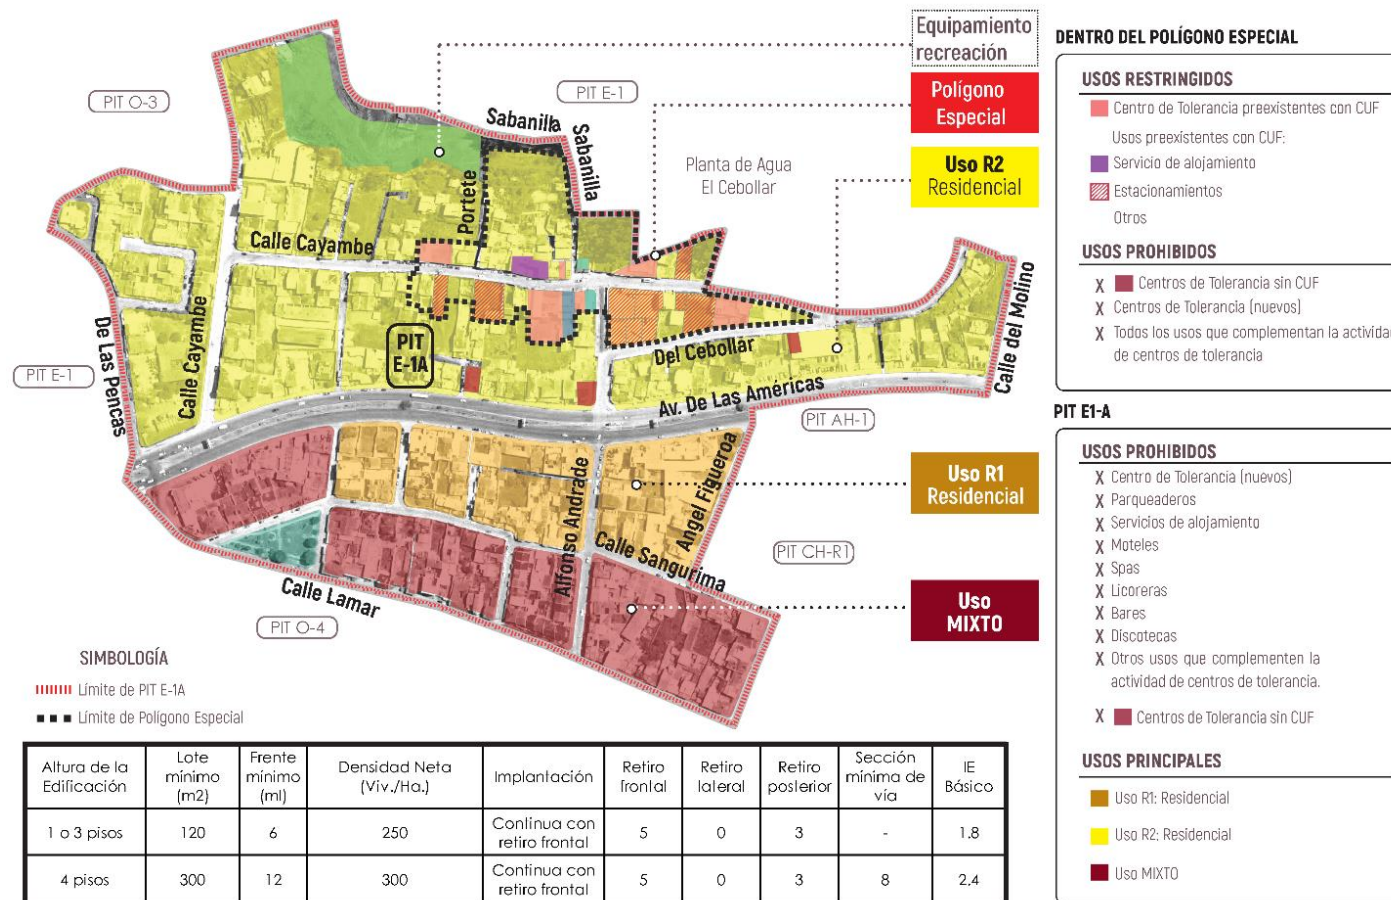 Equipamiento
recreación
Polígono
Especial
Uso R2
Residencial
Uso R1
Residencial
Uso
MIXTO
PIT O-3
PIT E-1
Sabanilla
Sabanilla
Planta de Agua
El Cebollar
Portete
Calle Cayambe
Calle Cayambe
De Las Pencas
PIT E-1
PIT
E-1A
Del Cebollar
Calle del Molino
Av. De Las Américas
PIT AH-1
Angel Figueroa
Alfonso Andrade
Calle Sangurima
PIT CH-R1
Calle Lamar
PIT O-4
SIMBOLOGÍA
Límite de PIT E-1A
Límite de Polígono Especial
Altura de la Edificación | Lote mínimo (m2) | Frente mínimo (ml) | Densidad Neta (Viv./Ha.) | Implantación | Retiro frontal | Retiro lateral | Retiro posterior | Sección mínima de vía | IE Básico
1 o 3 pisos | 120 | 6 | 250 | Continua con retiro frontal | 5 | 0 | 3 | - | 1.8
4 pisos | 300 | 12 | 300 | Continua con retiro frontal | 5 | 0 | 3 | 8 | 2,4
DENTRO DEL POLÍGONO ESPECIAL
USOS RESTRINGIDOS
Centro de Tolerancia preexistentes con CUF
Usos preexistentes con CUF:
Servicio de alojamiento
Estacionamientos
Otros
USOS PROHIBIDOS
X Centros de Tolerancia sin CUF
X Centros de Tolerancia (nuevos)
X Todos los usos que complementan la actividad
de centros de tolerancia
PIT E1-A
USOS PROHIBIDOS
X Centro de Tolerancia (nuevos)
X Parqueaderos
X Servicios de alojamiento
X Moteles
X Spas
X Licoreras
X Bares
X Discotecas
X Otros usos que complementen la
actividad de centros de tolerancia.
X Centros de Tolerancia sin CUF
USOS PRINCIPALES
Uso R1: Residencial
Uso R2: Residencial
Uso MIXTO